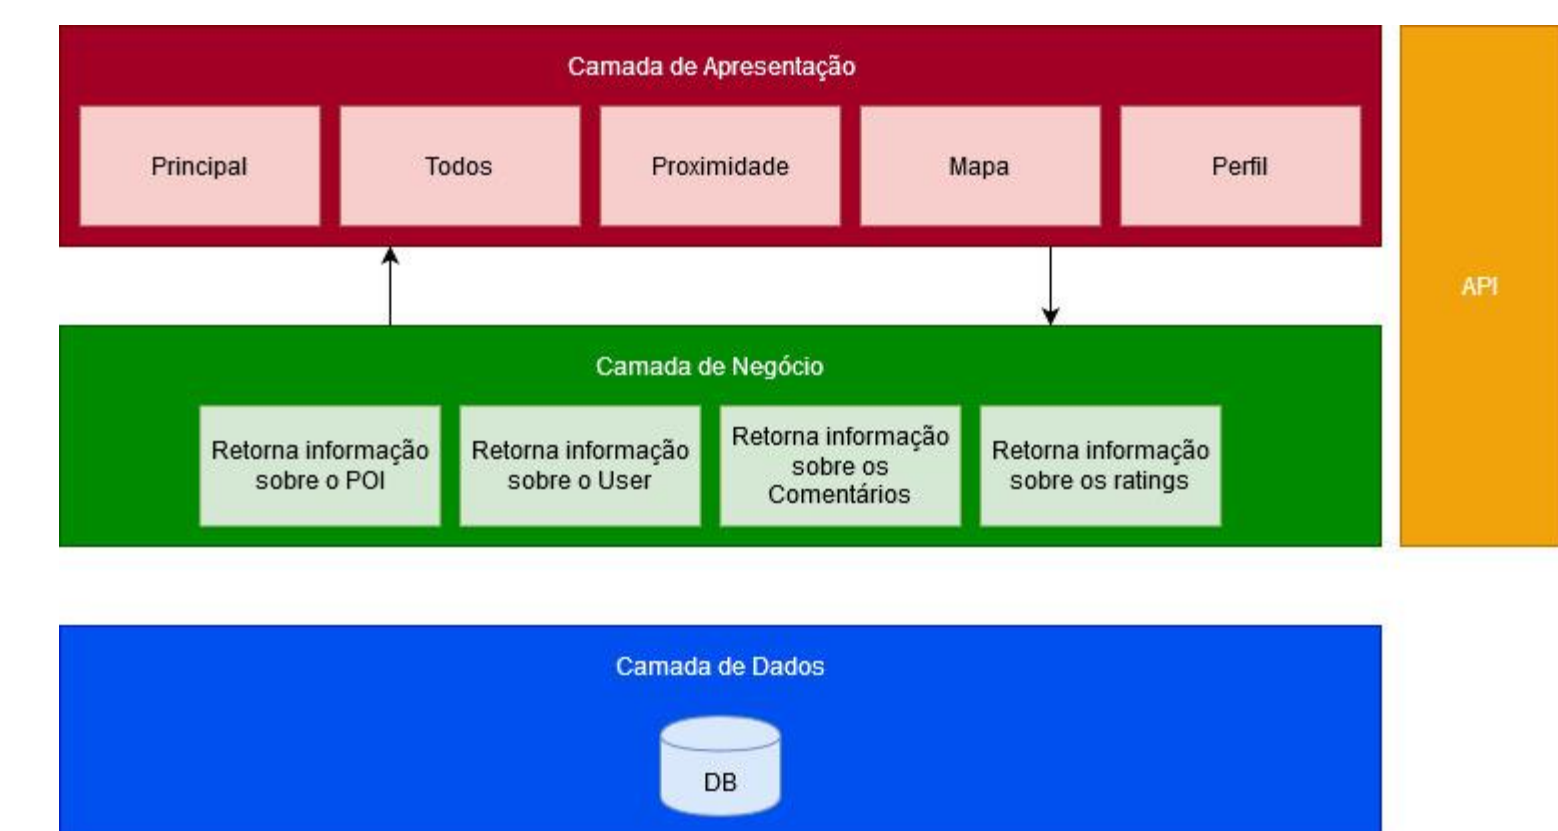 Camada de Apresentação
Principal
Todos
Proximidade
Mapa
Perfil
API
Camada de Negócio
Retorna informação
sobre o POI
Retorna informação
sobre o User
Retorna informação
sobre os
Comentários
Retorna informação
sobre os ratings
Camada de Dados
DB